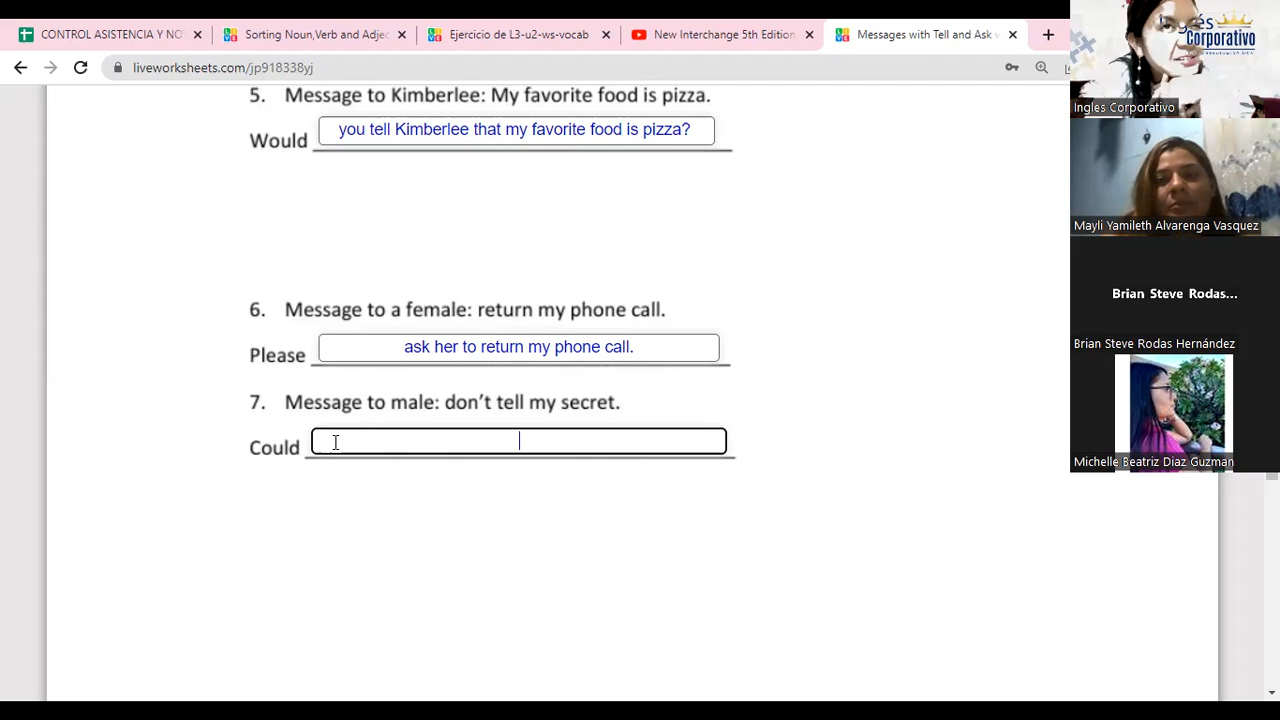 CONTROL ASISTENCIA Y NO
Sorting Noun,Verb and Adje
Ejercicio de L3-u2-ws-vocab
New Interchange 5th Edition
Messages with Tell and Ask
liveworksheets.com/jp918338yj
5. Message to Kimberlee: My favorite food is pizza.
Would you tell Kimberlee that my favorite food is pizza?
6. Message to a female: return my phone call.
Please ask her to return my phone call.
7. Message to male: don't tell my secret.
Could
Inglés
Corporativo
Ingles Corporativo
Mayli Yamileth Alvarenga Vasquez
Brian Steve Rodas...
Brian Steve Rodas Hernández
Michelle Beatriz Diaz Guzman